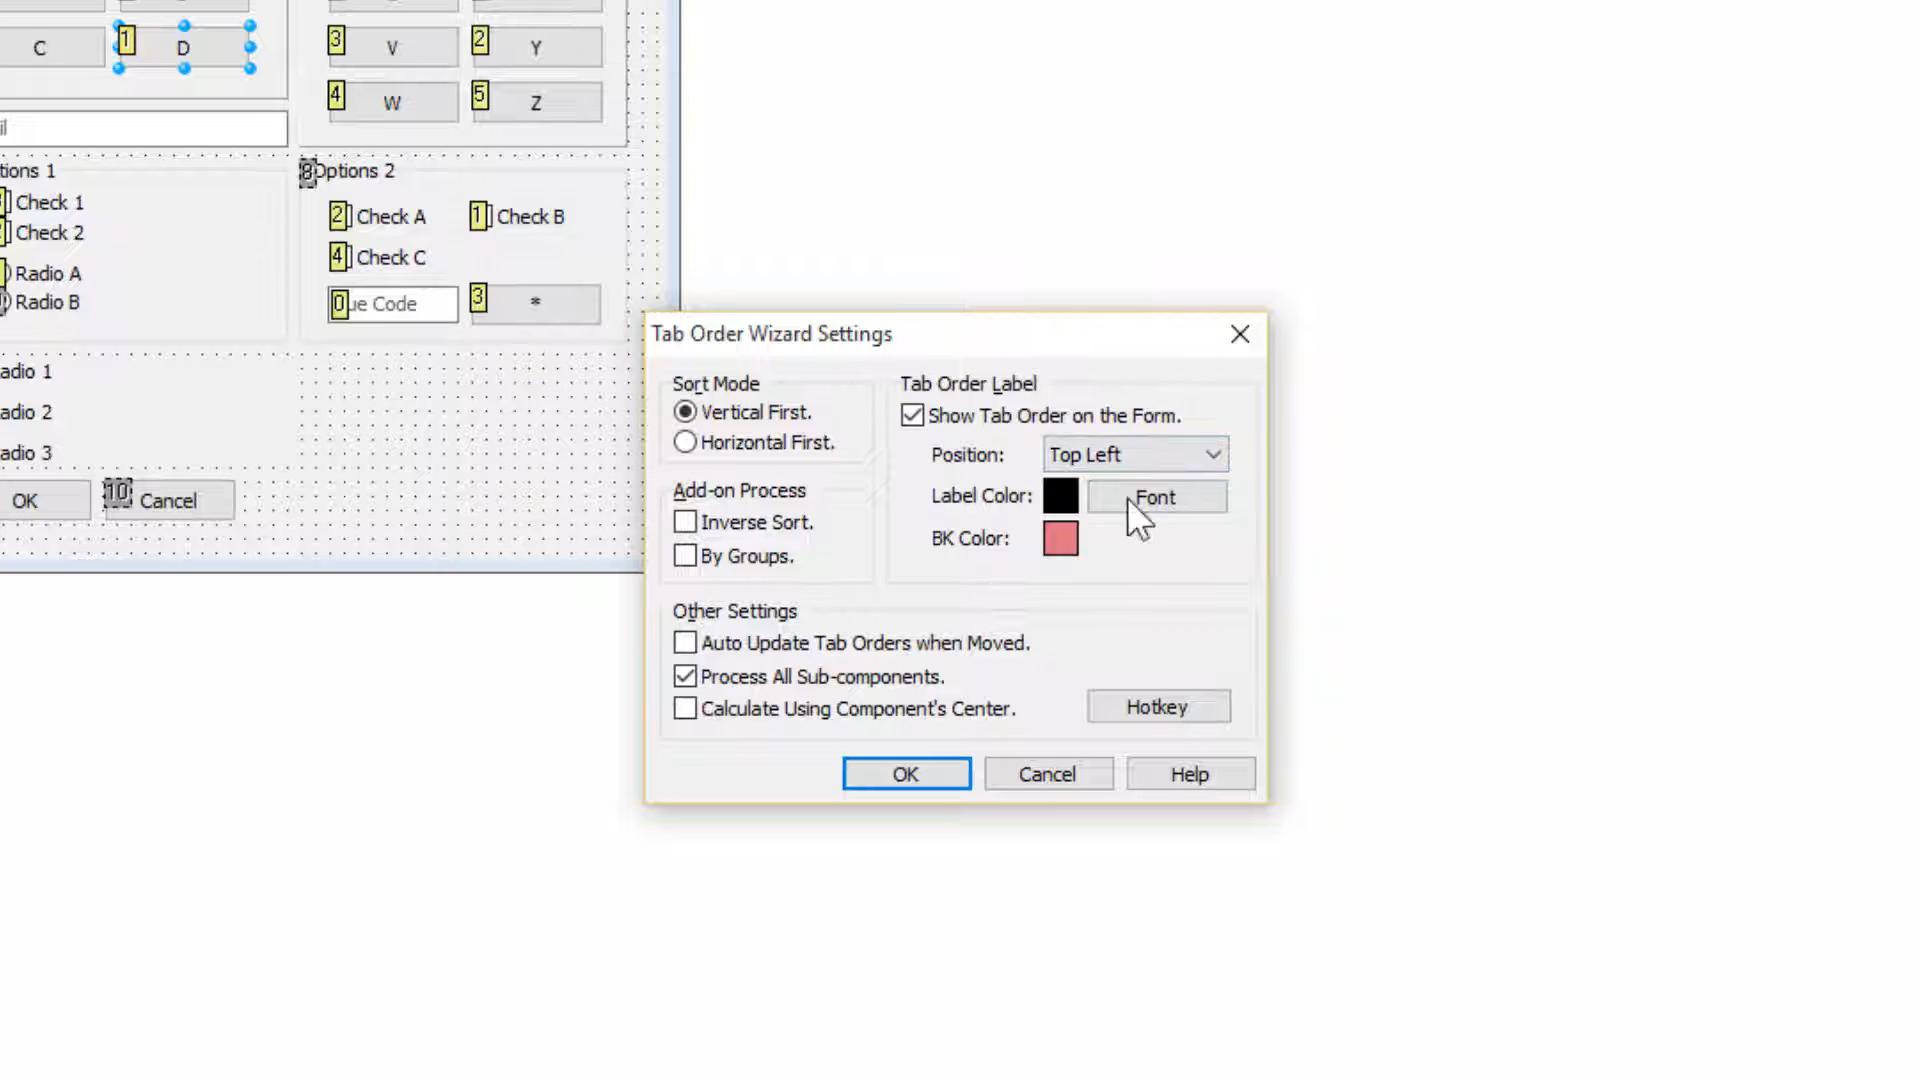 C
1
D
3
V
2
Y
4
W
5
Z
il
tions 1
8
Options 2
Check 1
Check 2
2
Check A
1
Check B
4
Check C
Radio A
Radio B
0
ue Code
3
*
adio 1
adio 2
adio 3
OK
10
Cancel
Tab Order Wizard Settings
Sort Mode
Vertical First.
Horizontal First.
Add-on Process
Inverse Sort.
By Groups.
Tab Order Label
Show Tab Order on the Form.
Position:
Top Left
Label Color:
Font
BK Color:
Other Settings
Auto Update Tab Orders when Moved.
Process All Sub-components.
Calculate Using Component's Center.
Hotkey
OK
Cancel
Help